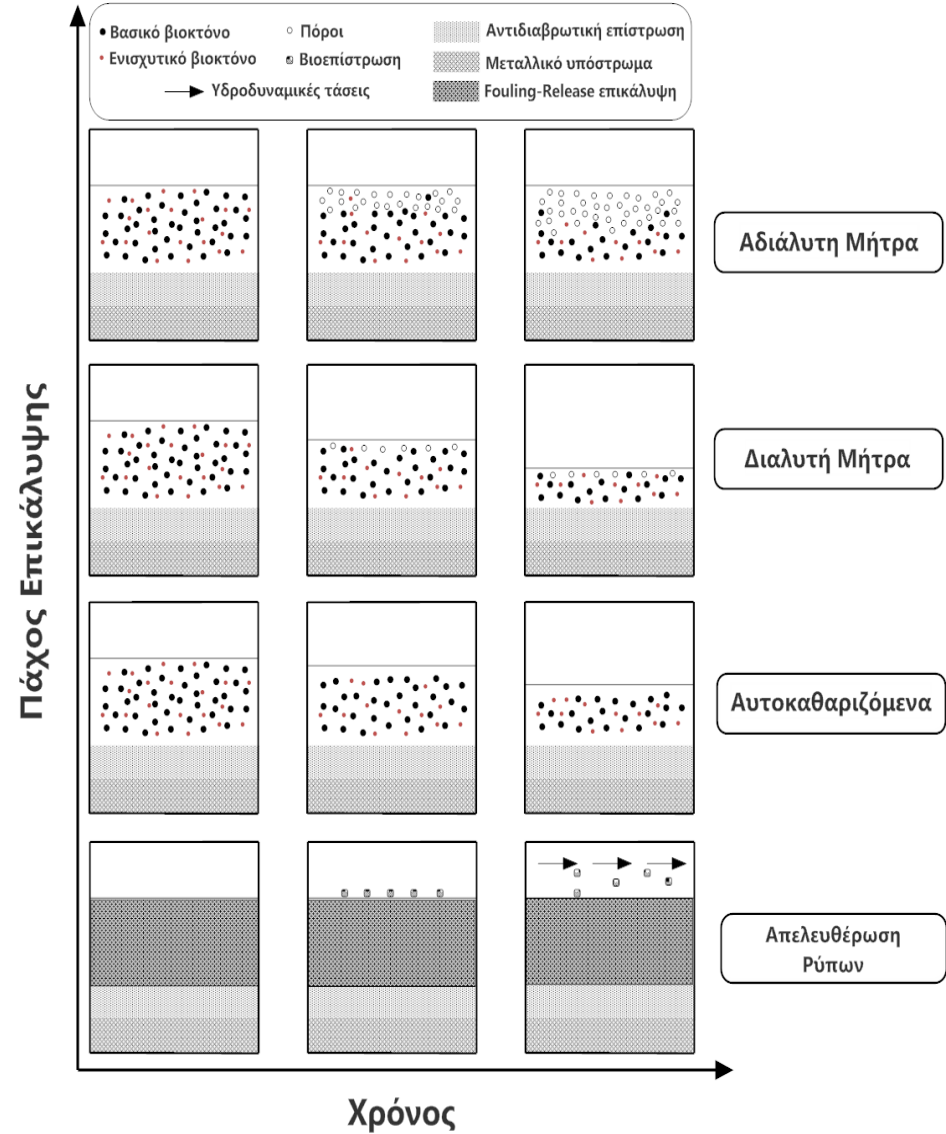 Βασικό βιοκτόνο
Πόροι
Αντιδιαβρωτική επίστρωση
Ενισχυτικό βιοκτόνο
Βιοεπίστρωση
Μεταλλικό υπόστρωμα
Υδροδυναμικές τάσεις
Fouling-Release επικάλυψη
Πάχος Επικάλυψης
Αδιάλυτη Μήτρα
Διαλυτή Μήτρα
Αυτοκαθαριζόμενα
Απελευθέρωση
Ρύπων
Χρόνος